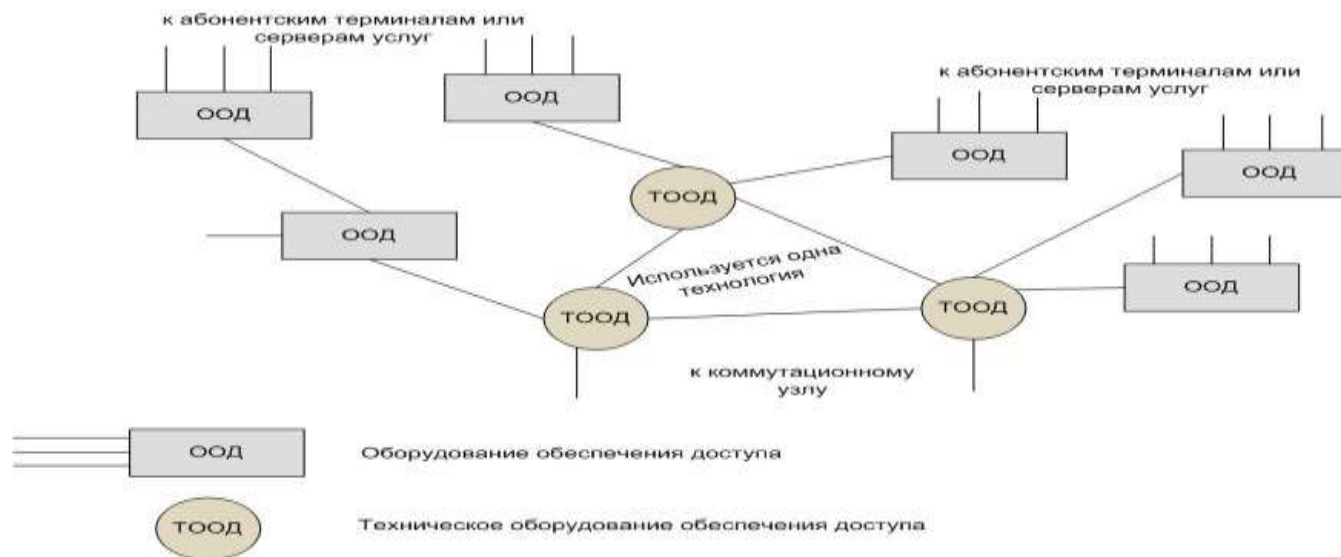 к абонентским терминалам или
серверам услуг
ООД
ООД
к абонентским терминалам или
серверам услуг
ООД
ООД
ТООД
ООД
Используется одна
технология
ООД
ТООД
ТООД
к коммутационному
узлу
ООД
Оборудование обеспечения доступа
ТООД
Техническое оборудование обеспечения доступа